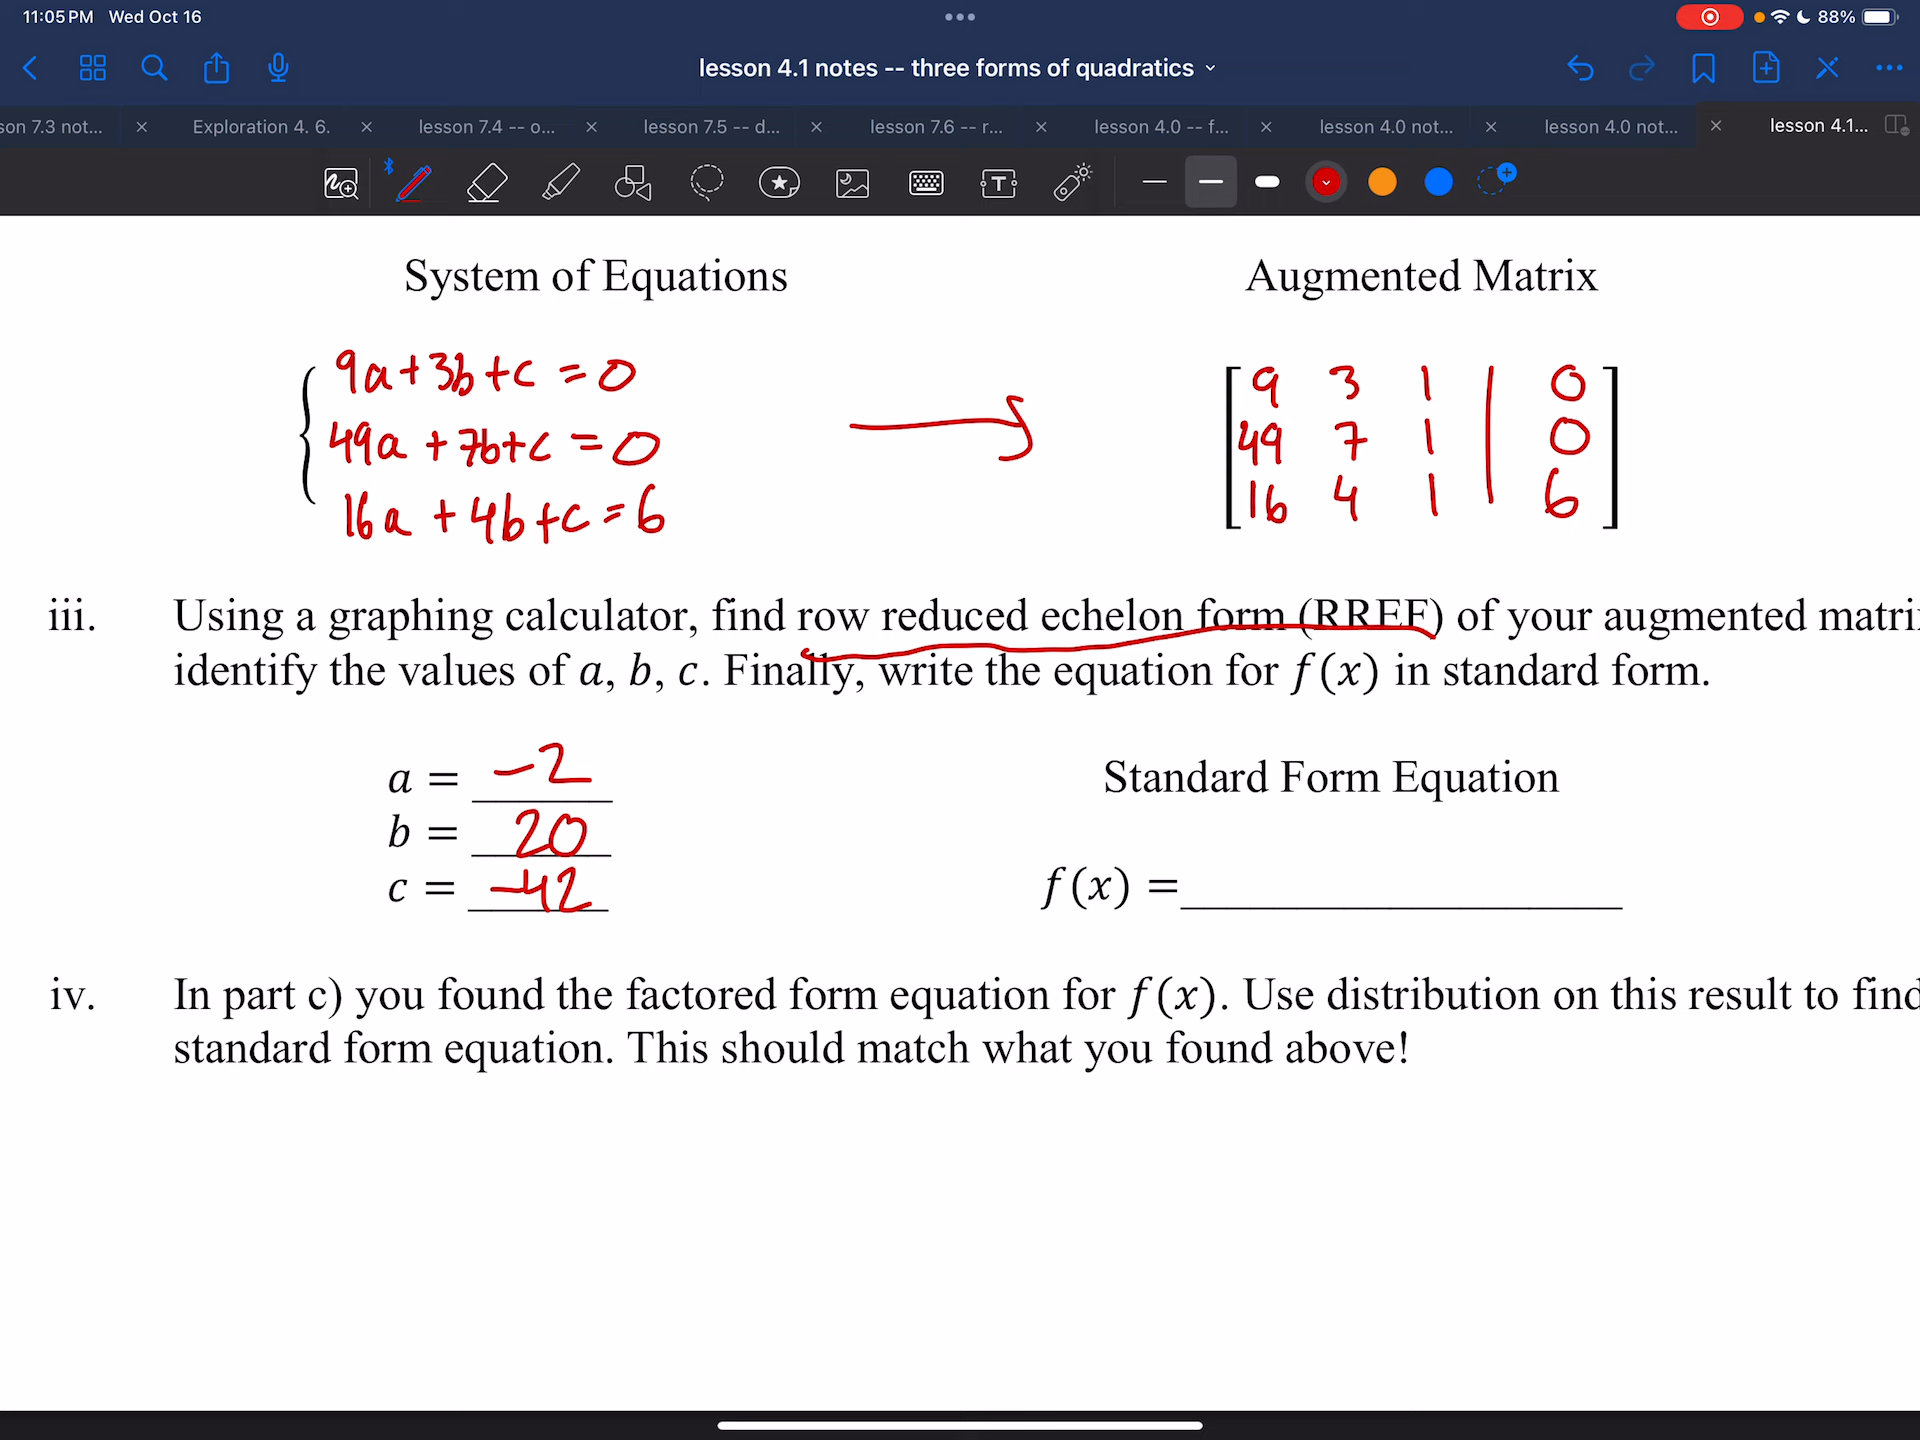 11:05 PM Wed Oct 16
88%
lesson 4.1 notes -- three forms of quadratics
son 7.3 not...
Exploration 4. 6.
lesson 7.4 -- o...
lesson 7.5 -- d...
lesson 7.6 -- r...
lesson 4.0 -- f...
lesson 4.0 not...
lesson 4.0 not...
lesson 4.1...
System of Equations
Augmented Matrix
9a+3b+c=0
49a+7b+c=0
16a+4b+c=6
9 3 1 | 0
49 7 1 | 0
16 4 1 | 6
iii. Using a graphing calculator, find row reduced echelon form (RREF) of your augmented matri
identify the values of a, b, c. Finally, write the equation for f(x) in standard form.
a = -2
b = 20
c = -42
Standard Form Equation
f(x) =
iv. In part c) you found the factored form equation for f(x). Use distribution on this result to find
standard form equation. This should match what you found above!